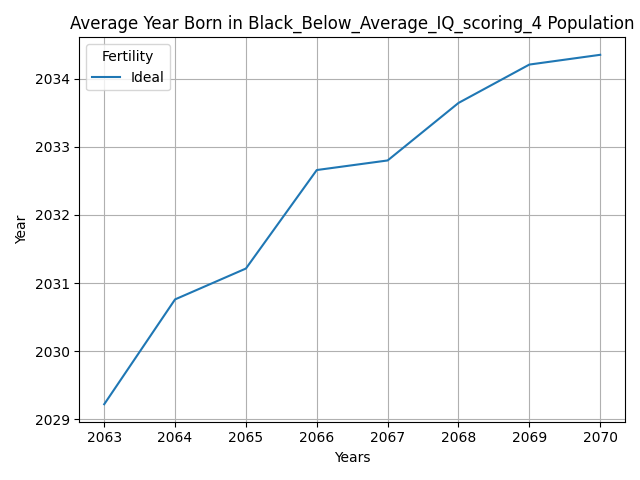 Average Year Born in Black_Below_Average_IQ_scoring_4 Population
Fertility
Ideal
Year
2034
2033
2032
2031
2030
2029
2063 2064 2065 2066 2067 2068 2069 2070
Years